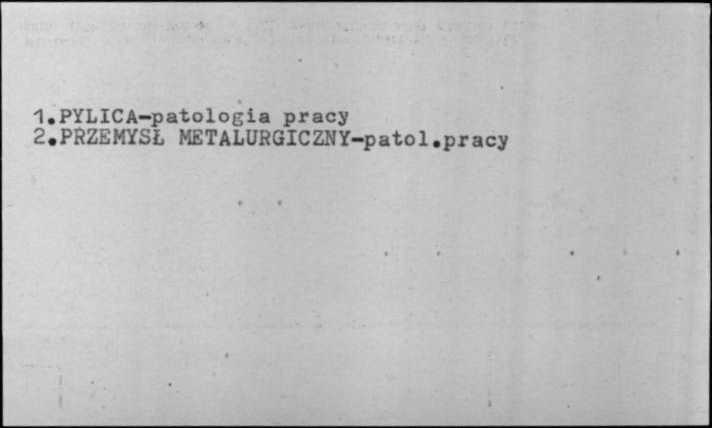 1.PYLICA-patologia pracy
2.PRZEMYSŁ METALURGICZNY-patol.pracy